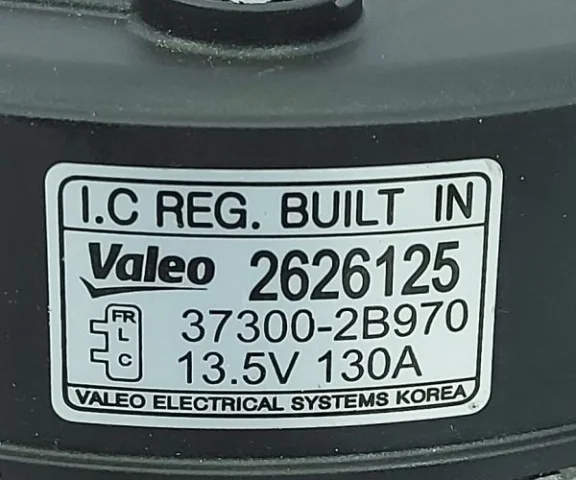 I.C REG. BUILT IN
Valeo 2626125
FR
L
C
37300-2B970
13.5V 130A
VALEO ELECTRICAL SYSTEMS KOREA